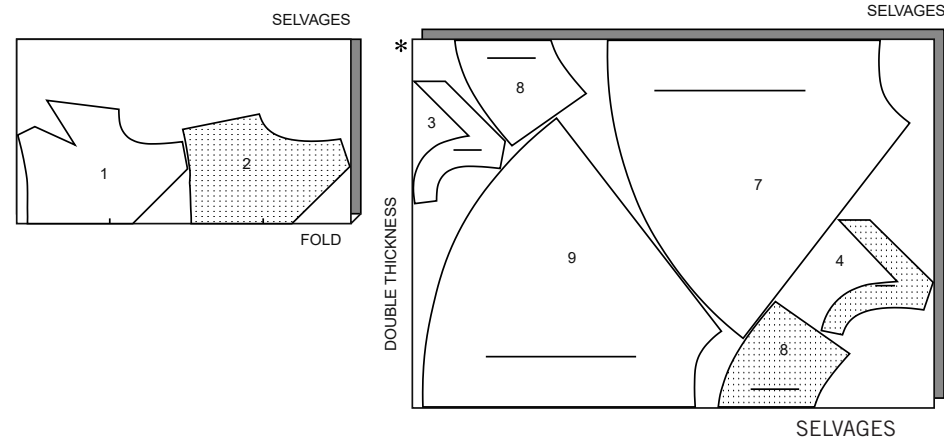 SELVAGES
1
2
FOLD
SELVAGES
*
DOUBLE THICKNESS
3
8
7
9
4
8
SELVAGES